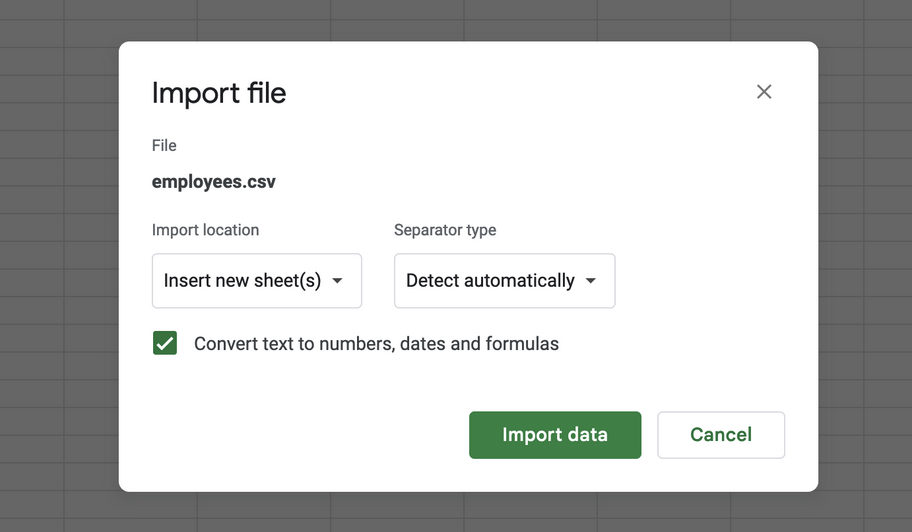 Import file
File
employees.csv
Import location
Separator type
Insert new sheet(s)
Detect automatically
Convert text to numbers, dates and formulas
Import data
Cancel